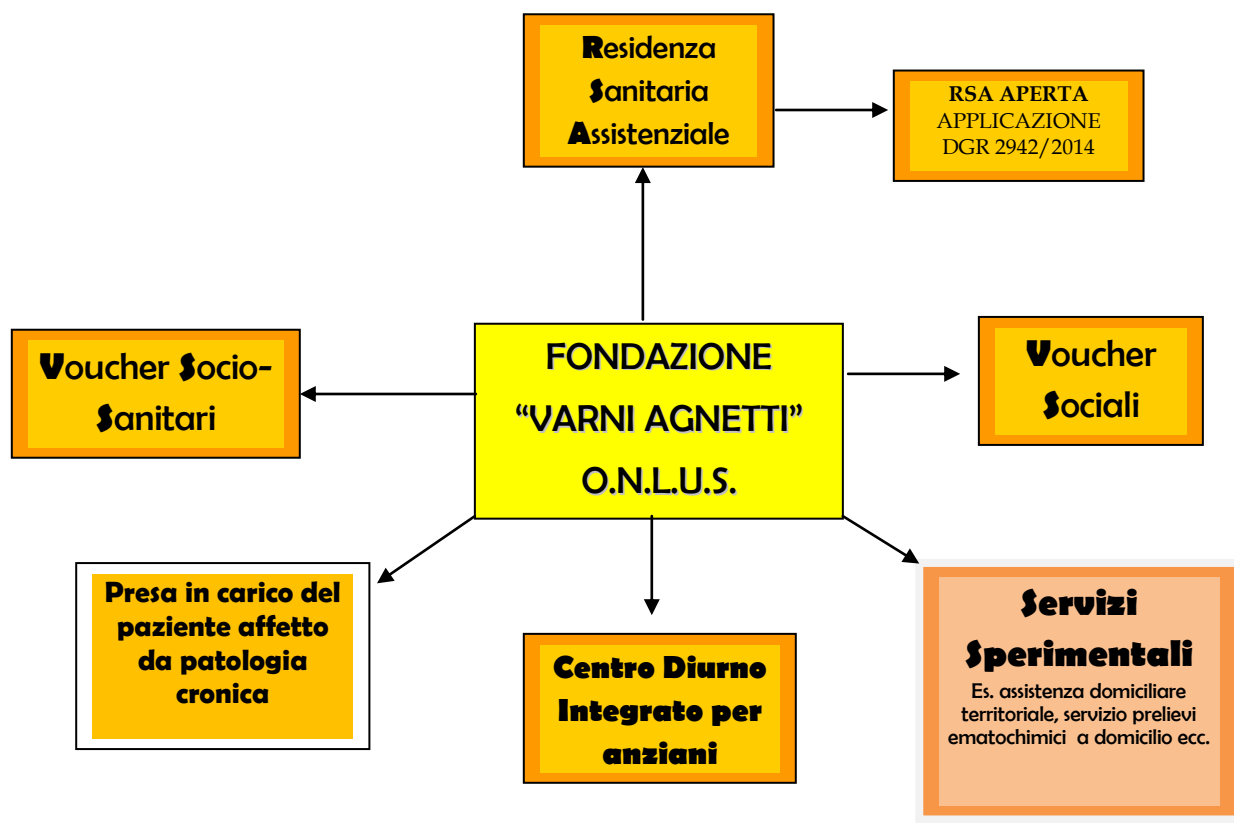 Residenza
Sanitaria
Assistenziale
RSA APERTA
APPLICAZIONE
DGR 2942/2014
Voucher Socio-
Sanitari
FONDAZIONE
“VARNI AGNETTI”
O.N.L.U.S.
Voucher
Sociali
Presa in carico del
paziente affetto
da patologia
cronica
Centro Diurno
Integrato per
anziani
Servizi
Sperimentali
Es. assistenza domiciliare
territoriale, servizio prelievi
ematochimici a domicilio ecc.